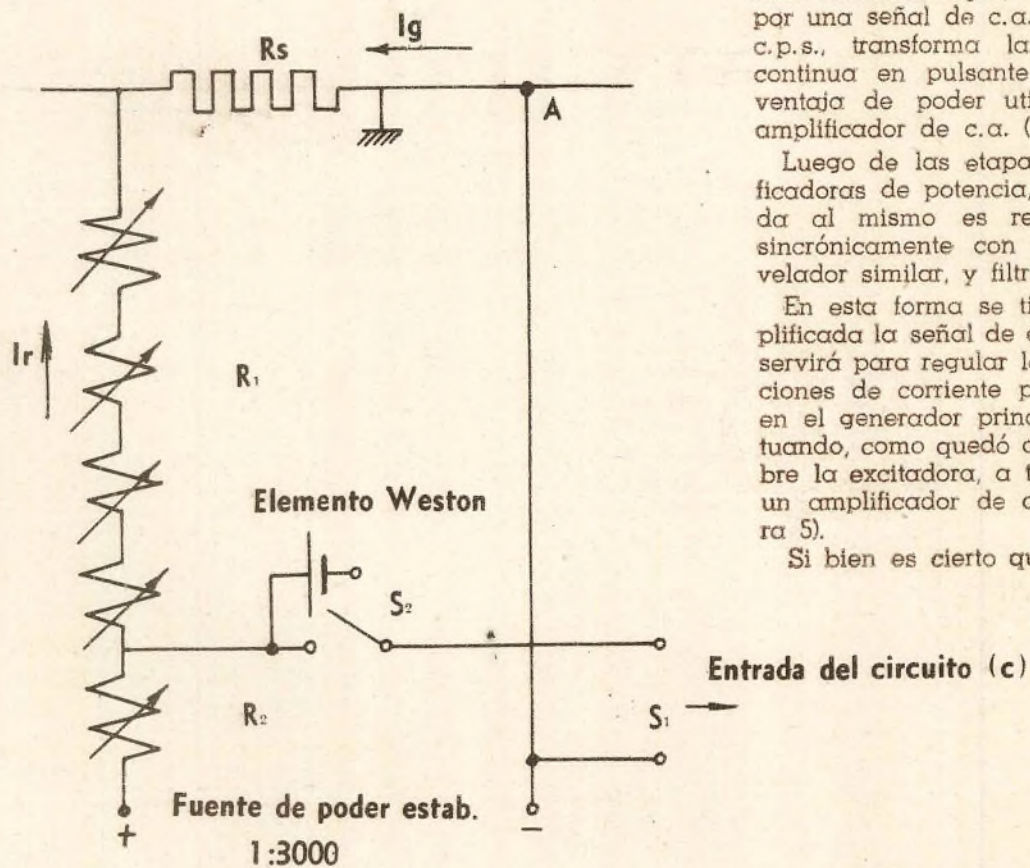 Ig
Rs
A
Ir
R₁
Elemento Weston
S₂
Entrada del circuito (c)
R₂
S₁
Fuente de poder estab.
+
−
1:3000
por una señal de c.a.
c.p.s., transforma la
continua en pulsante
ventaja de poder uti
amplificador de c.a. (
Luego de las etapa
ficadoras de potencia,
da al mismo es re
sincrónicamente con
velador similar, y filtr
En esta forma se ti
plificada la señal de e
servirá para regular la
ciones de corriente p
en el generador princ
tuando, como quedó d
bre la excitadora, a t
un amplificador de c
ra 5).
Si bien es cierto qu